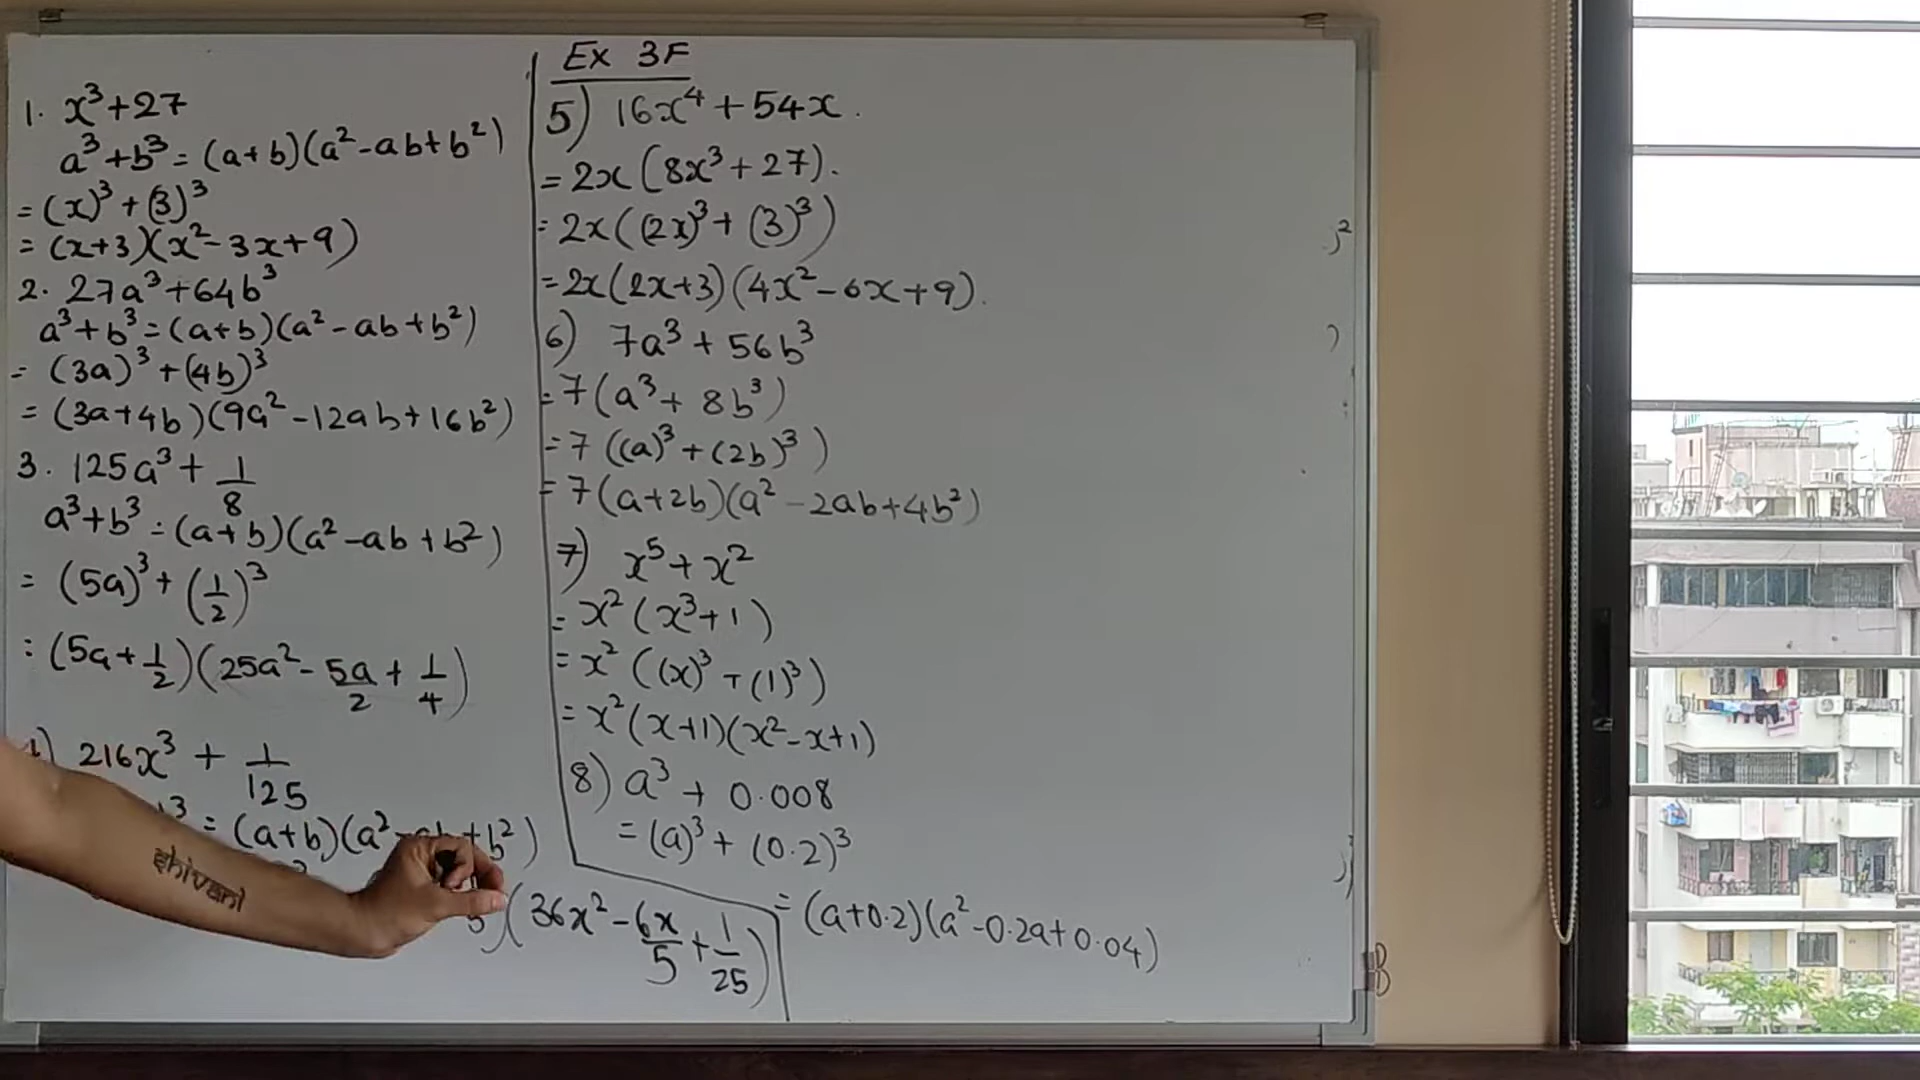 1. x³+27
a³+b³=(a+b)(a²-ab+b²)
=(x)³+(3)³
=(x+3)(x²-3x+9)
2. 27a³+64b³
a³+b³=(a+b)(a²-ab+b²)
=(3a)³+(4b)³
=(3a+4b)(9a²-12ab+16b²)
3. 125a³+1/8
a³+b³=(a+b)(a²-ab+b²)
=(5a)³+(1/2)³
=(5a+1/2)(25a²-5a/2+1/4)
216x³+1/125
=(a+b)(a²-ab+b²)
(36x²-6x/5+1/25)
Ex 3F
5) 16x⁴+54x.
=2x(8x³+27).
=2x((2x)³+(3)³)
=2x(2x+3)(4x²-6x+9).
6) 7a³+56b³
=7(a³+8b³)
=7((a)³+(2b)³)
=7(a+2b)(a²-2ab+4b²)
7) x⁵+x²
=x²(x³+1)
=x²((x)³+(1)³)
=x²(x+1)(x²-x+1)
8) a³+0.008
=(a)³+(0.2)³
=(a+0.2)(a²-0.2a+0.04)
shivani